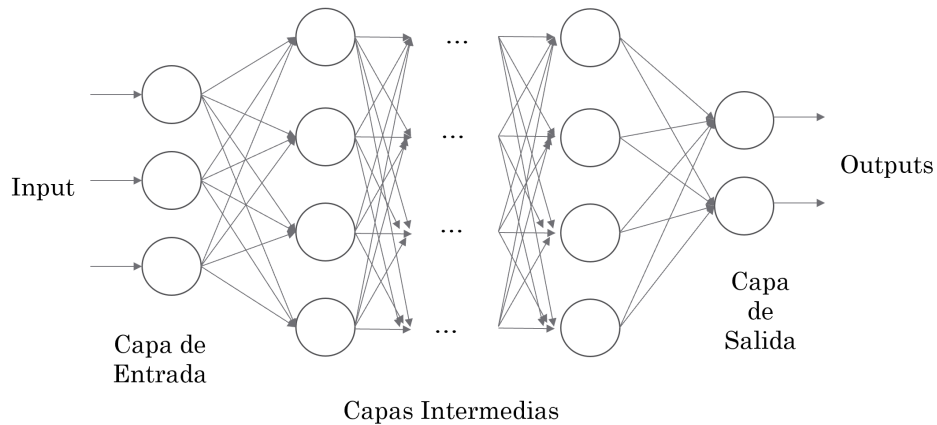 ...
...
...
...
Input
Outputs
Capa de
Entrada
Capa
de
Salida
Capas Intermedias